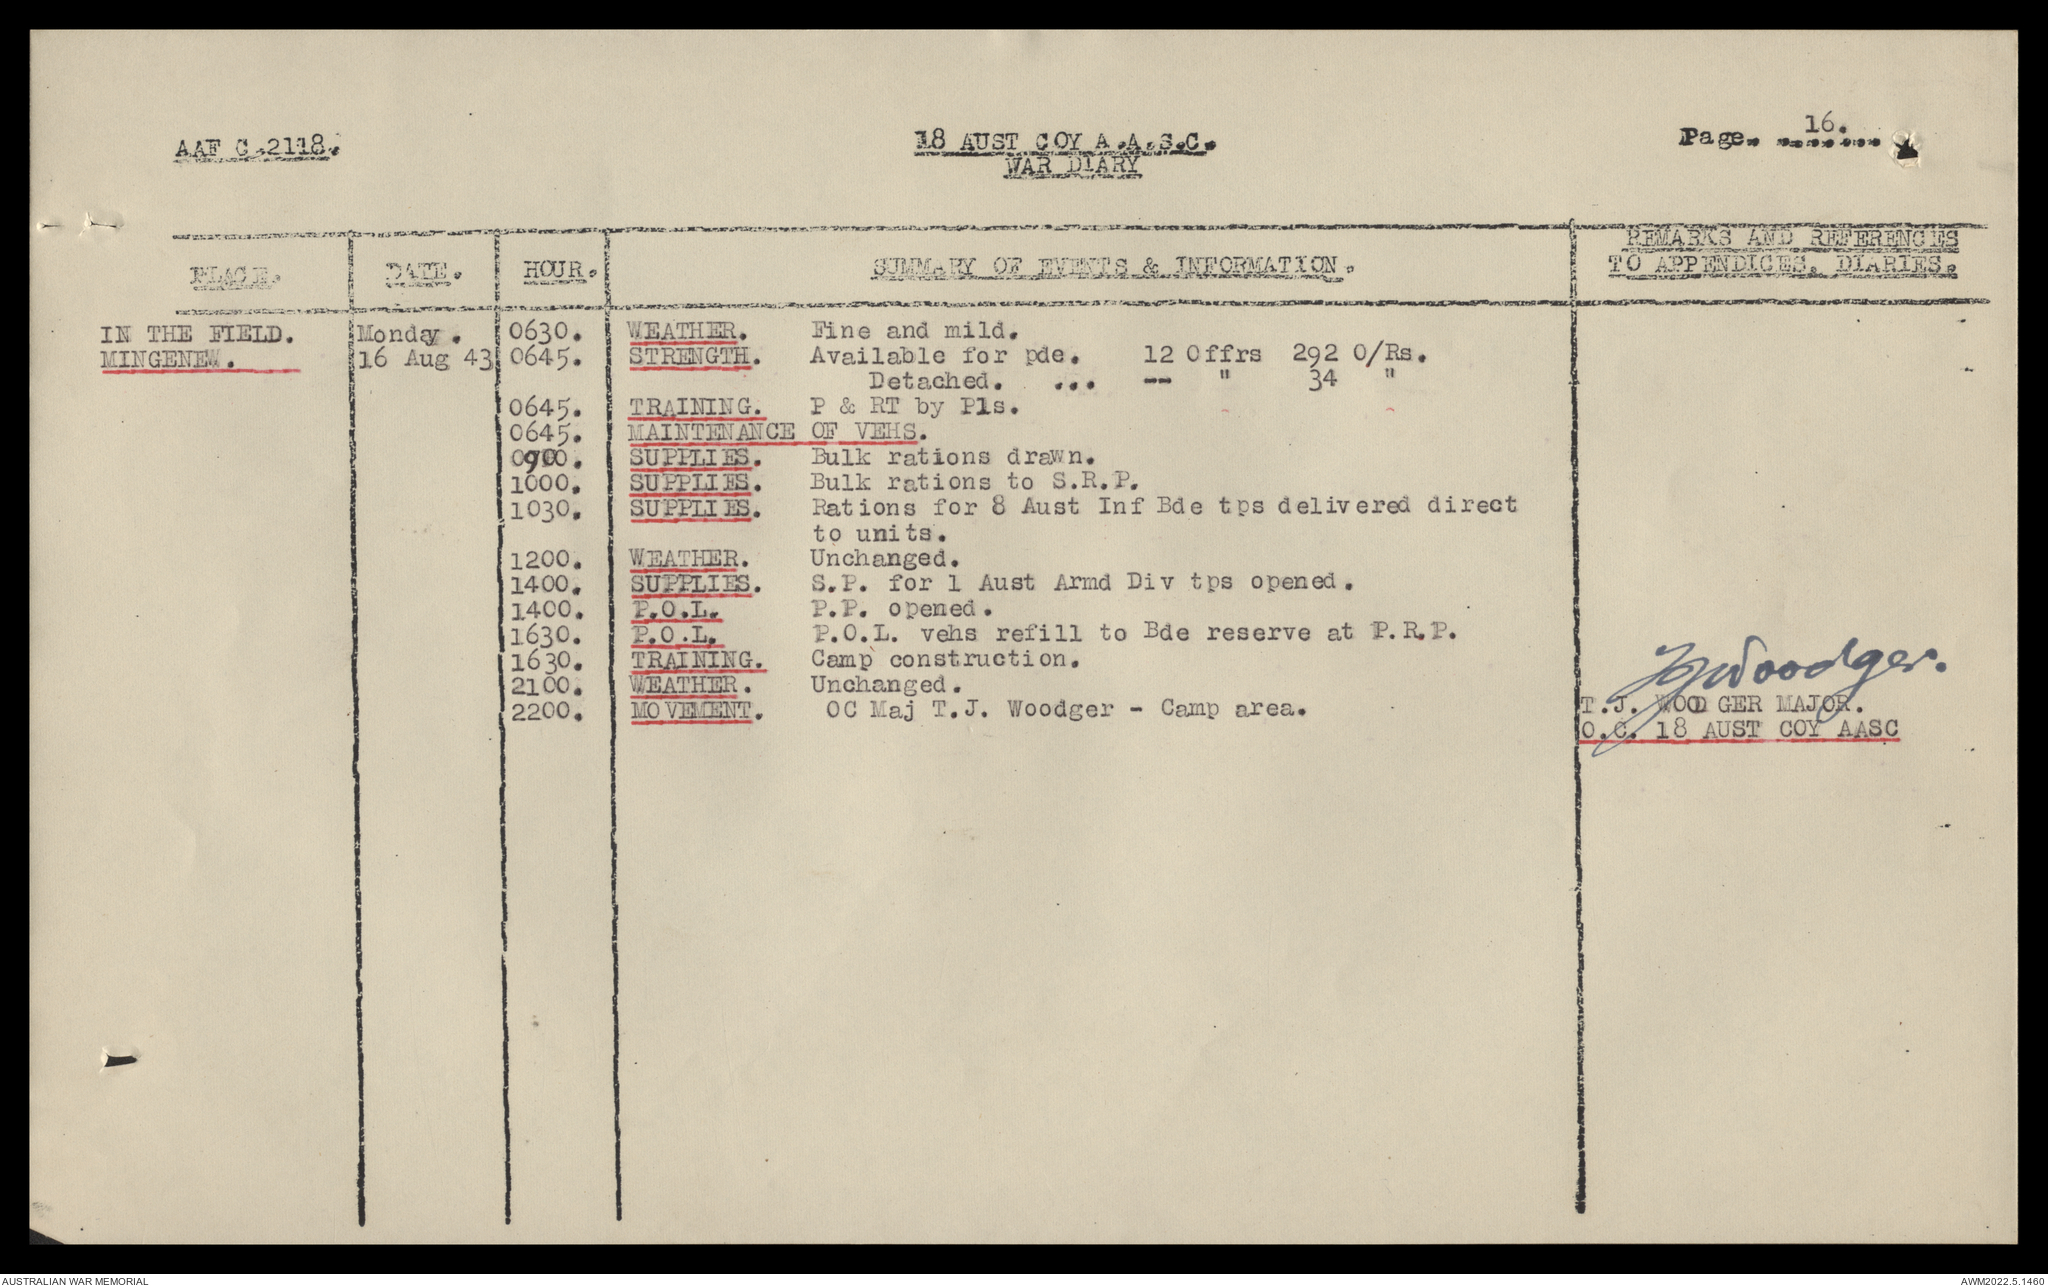 AAF C.2118.
18 AUST COY A.A.S.C.
WAR DIARY
Page. 16.
PLACE. DATE. HOUR. SUMMARY OF EVENTS & INFORMATION. REMARKS AND REFERENCES
TO APPENDICES, DIARIES.
IN THE FIELD. Monday. 0630. WEATHER. Fine and mild.
MINGENEW. 16 Aug 43 0645. STRENGTH. Available for pde. 12 Offrs 292 O/Rs.
Detached. ... -- " 34 "
0645. TRAINING. P & RT by Pls.
0645. MAINTENANCE OF VEHS.
0900. SUPPLIES. Bulk rations drawn.
1000. SUPPLIES. Bulk rations to S.R.P.
1030. SUPPLIES. Rations for 8 Aust Inf Bde tps delivered direct
to units.
1200. WEATHER. Unchanged.
1400. SUPPLIES. S.P. for 1 Aust Armd Div tps opened.
1400. P.O.L. P.P. opened.
1630. P.O.L. P.O.L. vehs refill to Bde reserve at P.R.P.
1630. TRAINING. Camp construction.
2100. WEATHER. Unchanged.
2200. MOVEMENT. OC Maj T.J. Woodger - Camp area.
TJWoodger.
T.J. WOODGER MAJOR.
O.C. 18 AUST COY AASC
AUSTRALIAN WAR MEMORIAL
AWM2022.5.1460